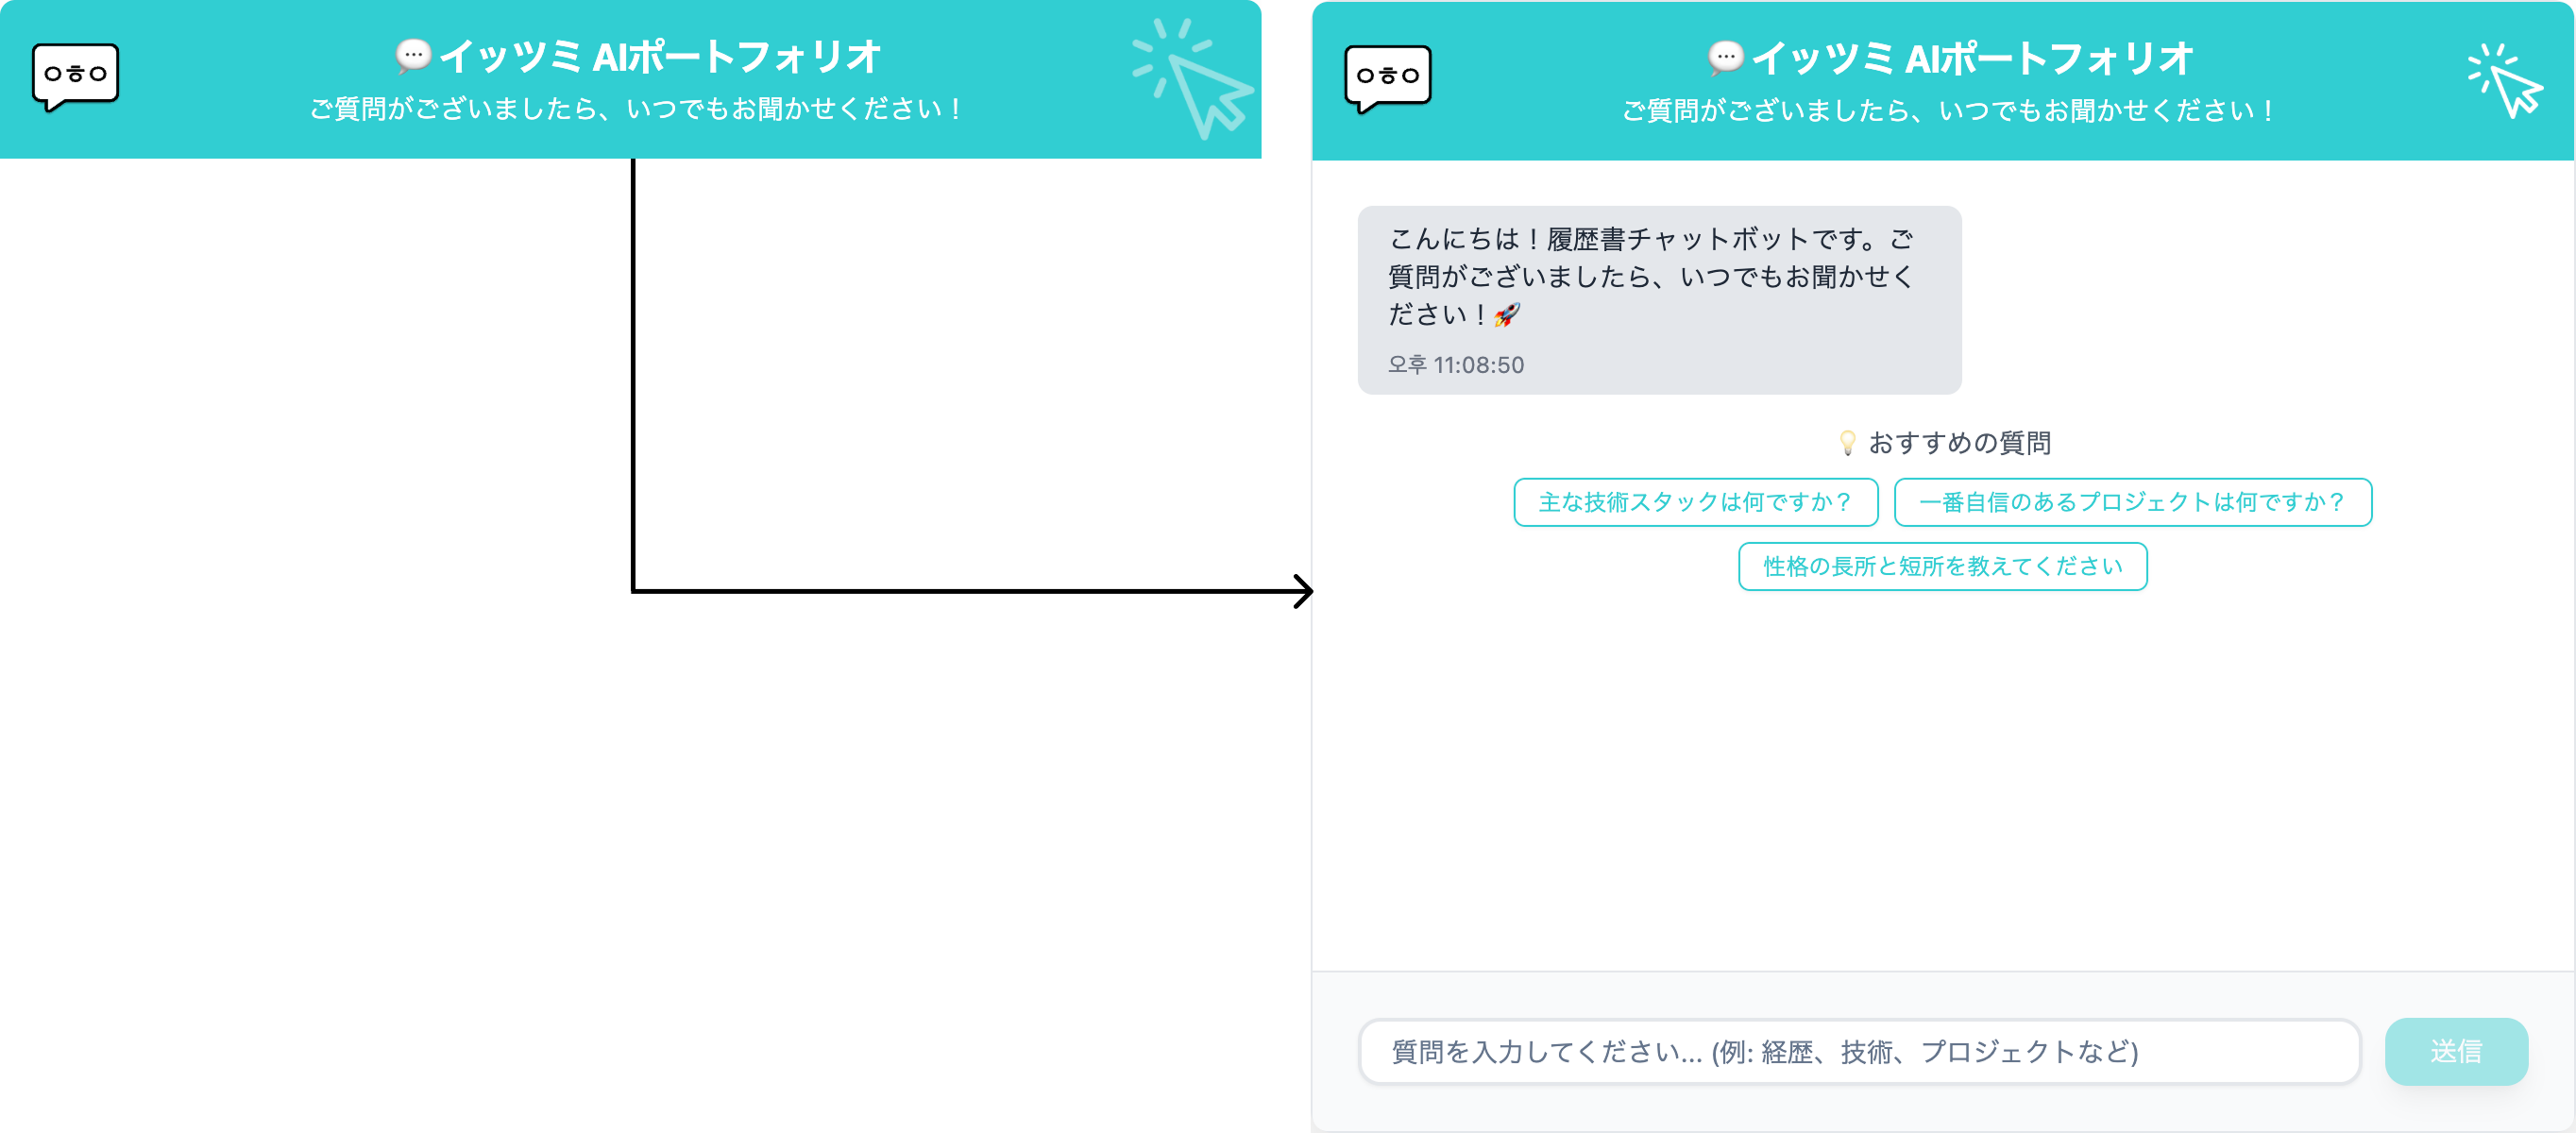 💬 イッツミ AIポートフォリオ
ご質問がございましたら、いつでもお聞かせください！
ㅇㅎㅇ
💬 イッツミ AIポートフォリオ
ご質問がございましたら、いつでもお聞かせください！
ㅇㅎㅇ
こんにちは！履歴書チャットボットです。ご
質問がございましたら、いつでもお聞かせく
ださい！🚀
오후 11:08:50
💡 おすすめの質問
主な技術スタックは何ですか？
一番自信のあるプロジェクトは何ですか？
性格の長所と短所を教えてください
質問を入力してください... (例: 経歴、技術、プロジェクトなど)
送信